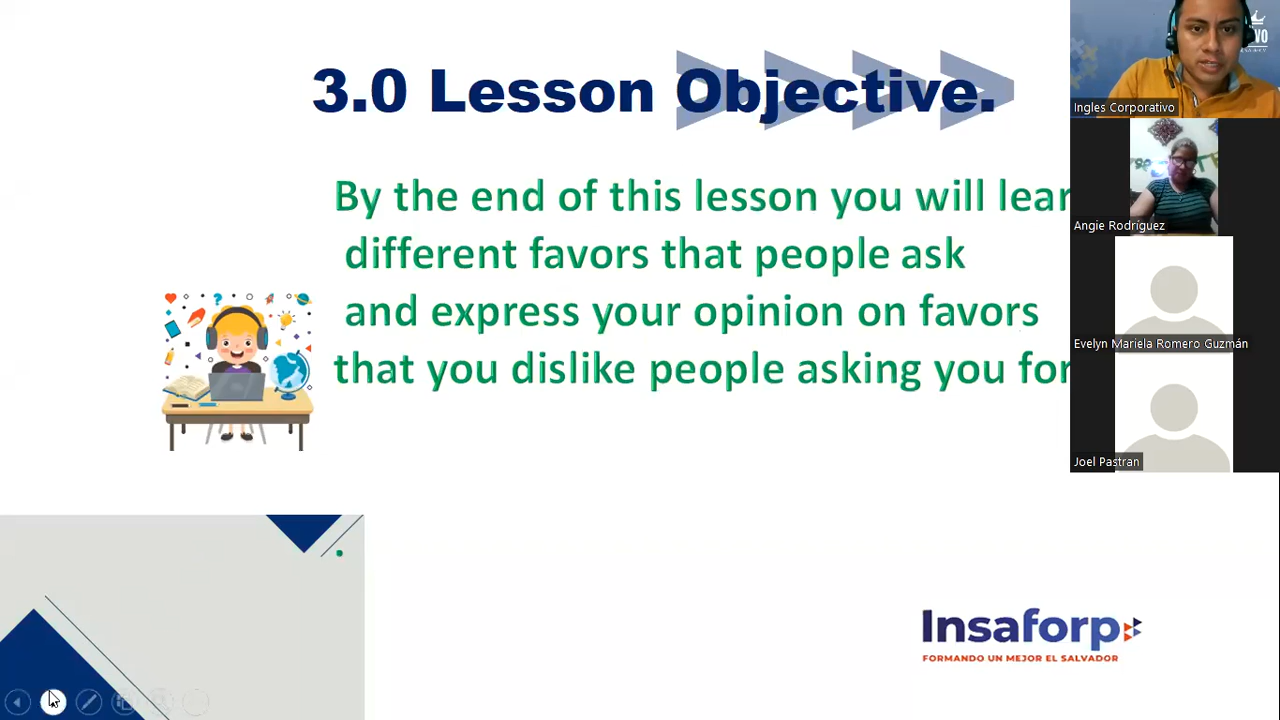 3.0 Lesson Objective.
By the end of this lesson you will lear
different favors that people ask
and express your opinion on favors
that you dislike people asking you for
Ingles Corporativo
Angie Rodríguez
Evelyn Mariela Romero Guzmán
Joel Pastran
Insaforp
FORMANDO UN MEJOR EL SALVADOR